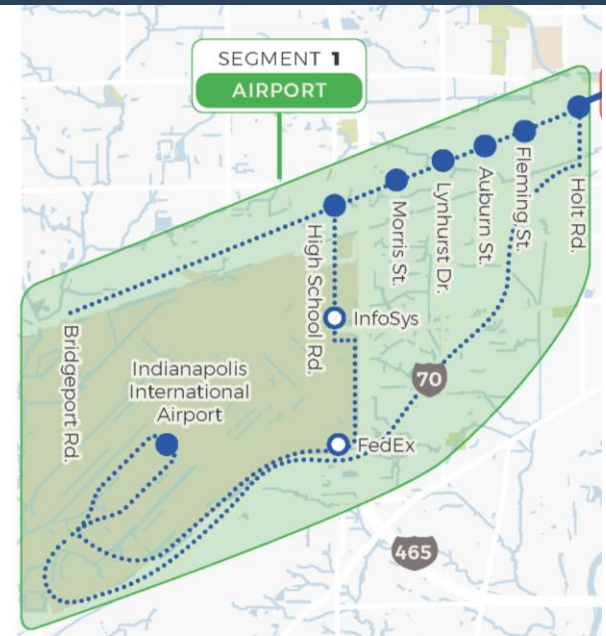 SEGMENT 1
AIRPORT
Holt Rd.
Fleming St.
Auburn St.
Lynhurst Dr.
Morris St.
High School Rd.
InfoSys
Bridgeport Rd.
Indianapolis
International
Airport
70
FedEx
465